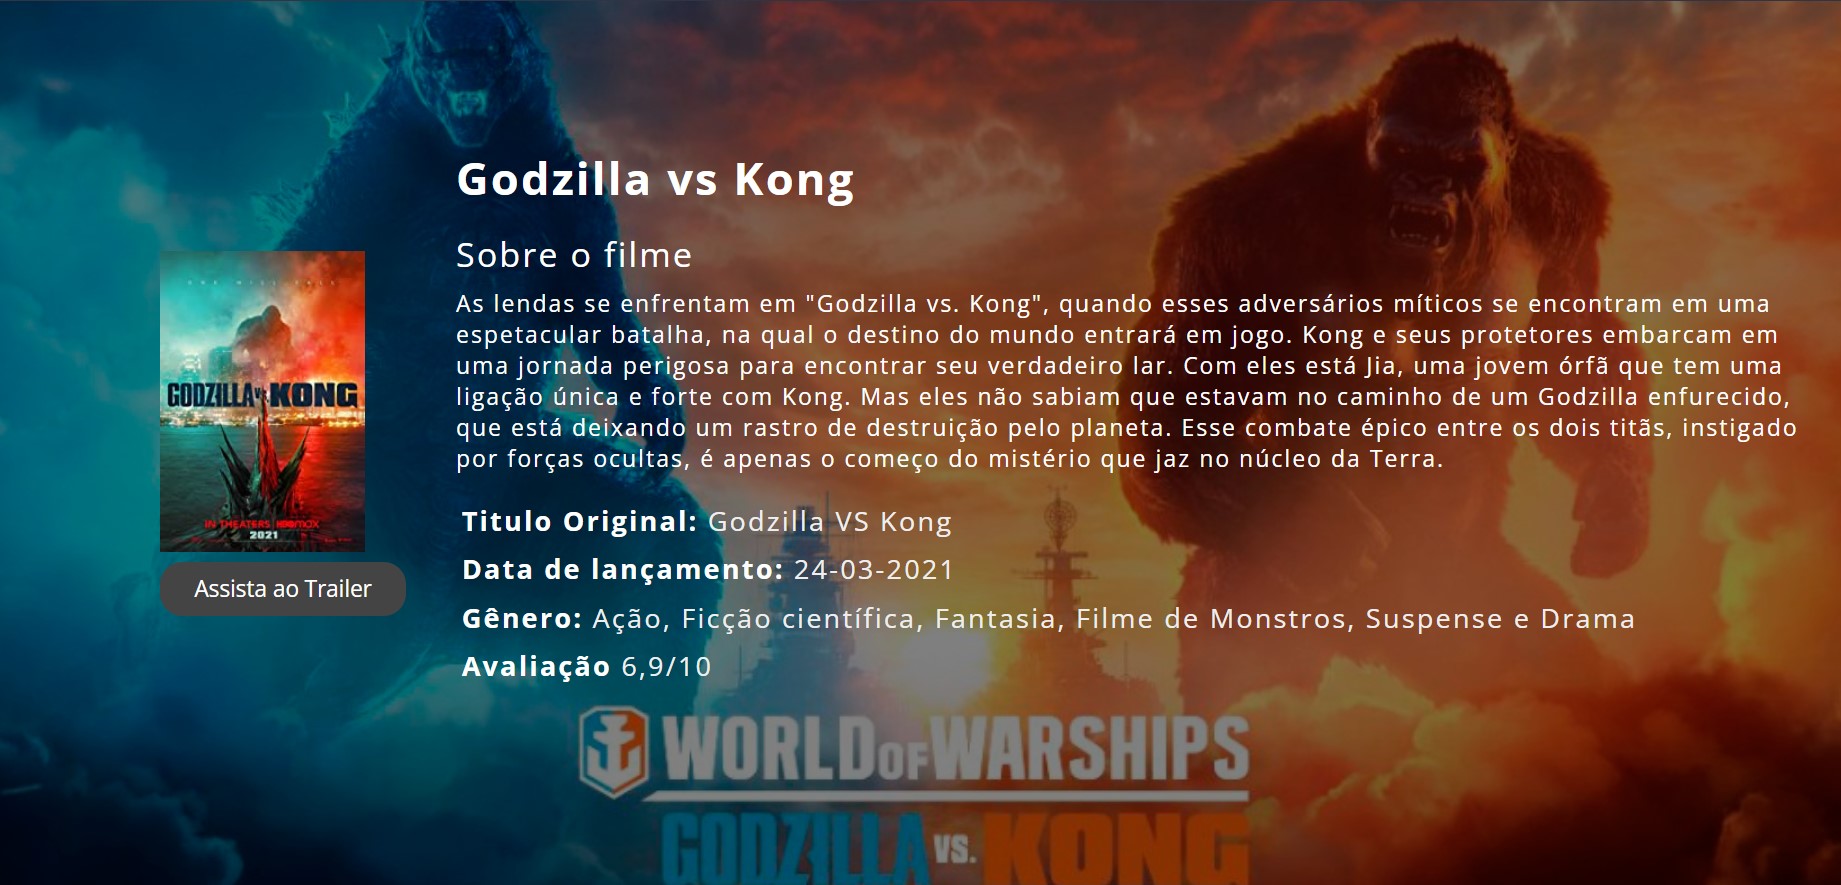 Godzilla vs Kong
Sobre o filme
As lendas se enfrentam em "Godzilla vs. Kong", quando esses adversários míticos se encontram em uma
espetacular batalha, na qual o destino do mundo entrará em jogo. Kong e seus protetores embarcam em
uma jornada perigosa para encontrar seu verdadeiro lar. Com eles está Jia, uma jovem órfã que tem uma
ligação única e forte com Kong. Mas eles não sabiam que estavam no caminho de um Godzilla enfurecido,
que está deixando um rastro de destruição pelo planeta. Esse combate épico entre os dois titãs, instigado
por forças ocultas, é apenas o começo do mistério que jaz no núcleo da Terra.
Titulo Original: Godzilla VS Kong
Data de lançamento: 24-03-2021
Gênero: Ação, Ficção científica, Fantasia, Filme de Monstros, Suspense e Drama
Avaliação 6,9/10
ONE WILL FALL
GODZILLA vs. KONG
IN THEATERS HBOMAX
2021
Assista ao Trailer
WORLD OF WARSHIPS
GODZILLA VS. KONG